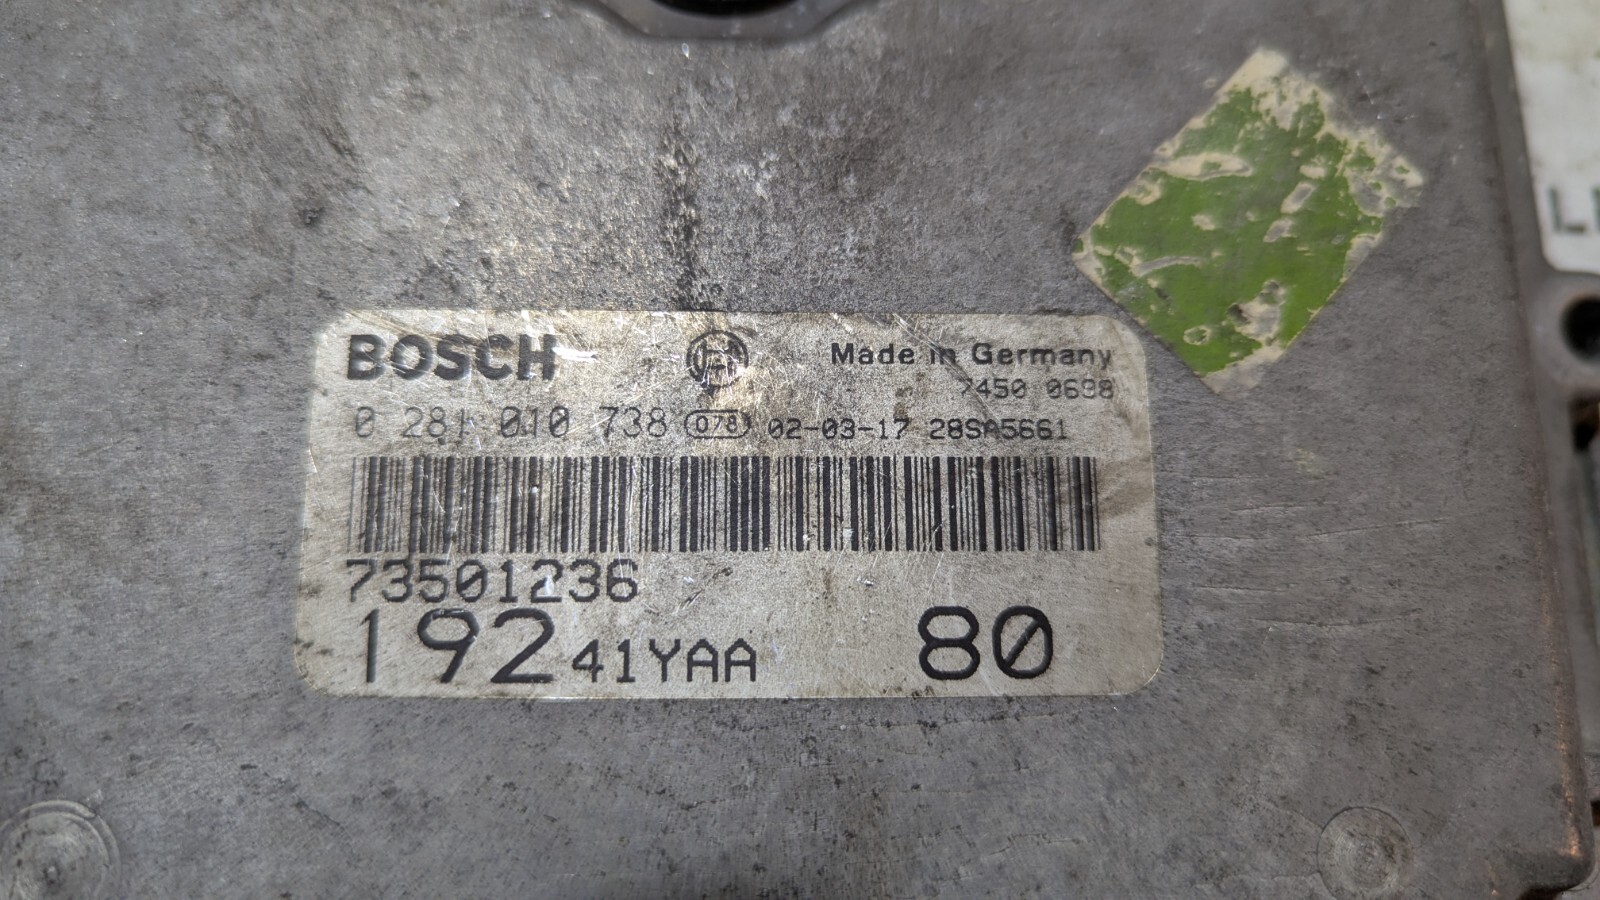 BOSCH Made in Germany
7450 0698
0 281 010 738 078 02-03-17 28SA5661
73501236
192 41YAA 80